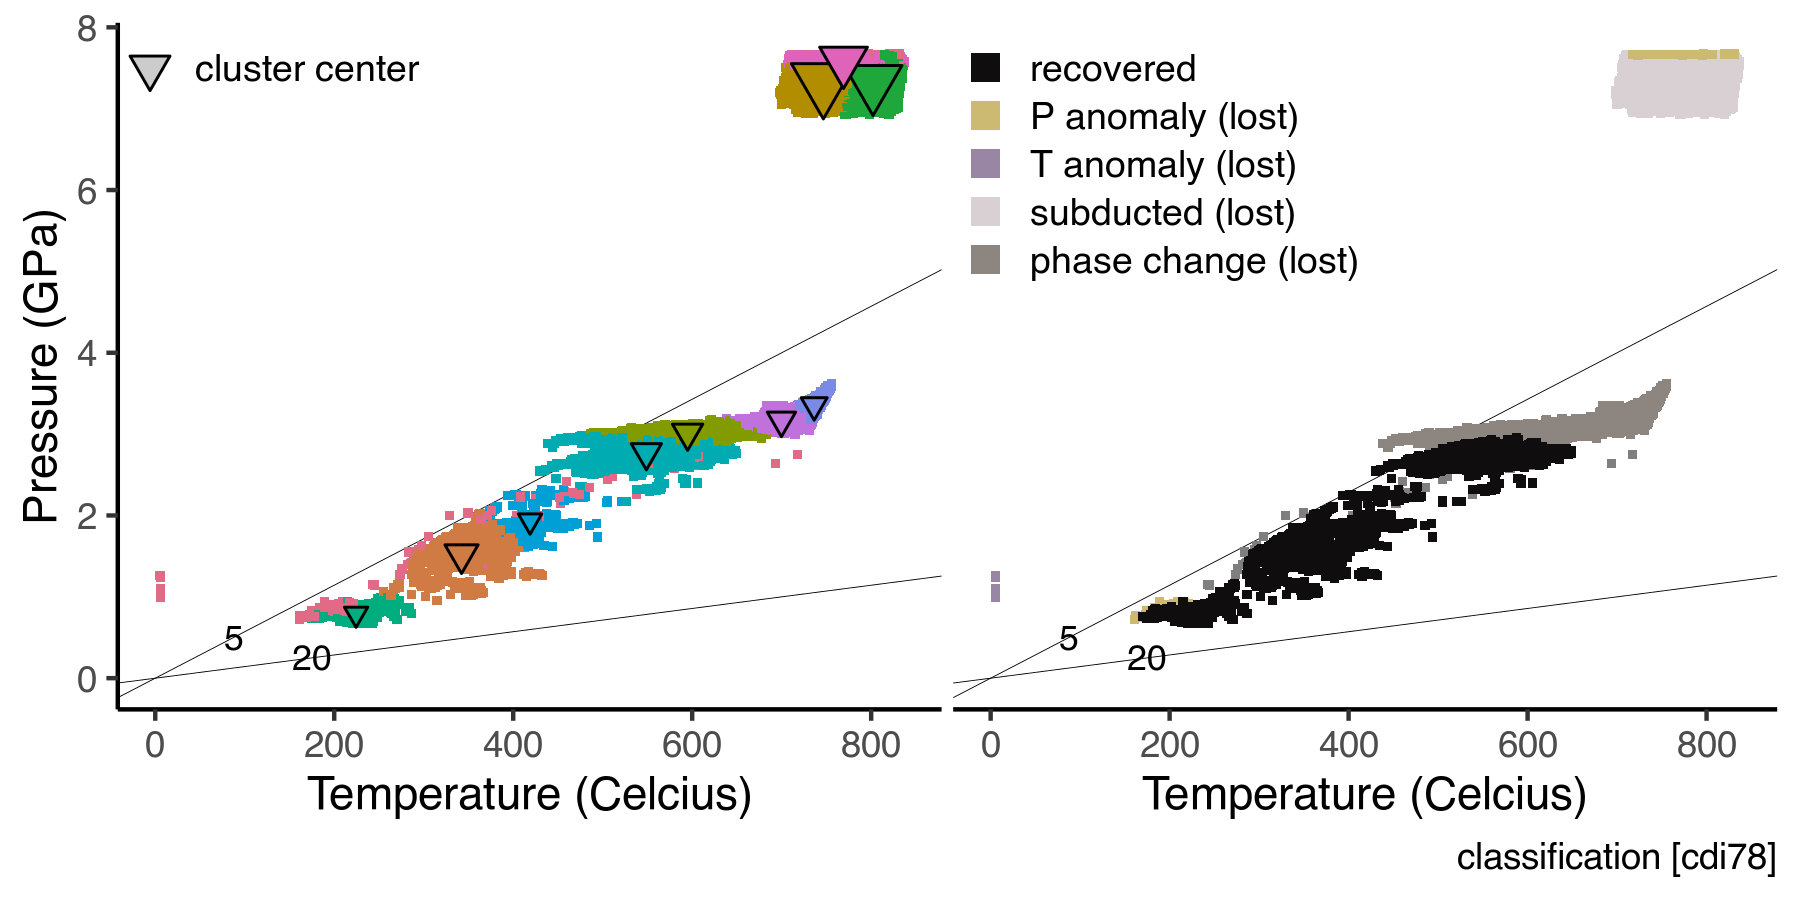 8
6
4
2
0
Pressure (GPa)
cluster center
5
20
0 200 400 600 800
Temperature (Celcius)
recovered
P anomaly (lost)
T anomaly (lost)
subducted (lost)
phase change (lost)
5
20
0 200 400 600 800
Temperature (Celcius)
classification [cdi78]